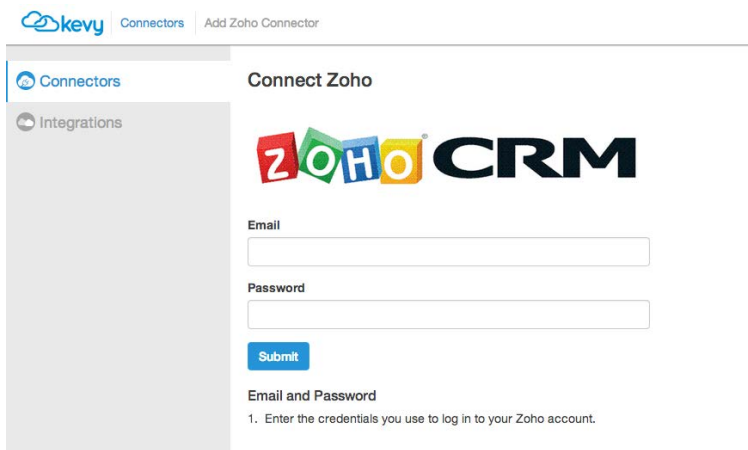 kevy Connectors Add Zoho Connector
Connectors
Integrations
Connect Zoho
ZOHO® CRM
Email
Password
Submit
Email and Password
1. Enter the credentials you use to log in to your Zoho account.